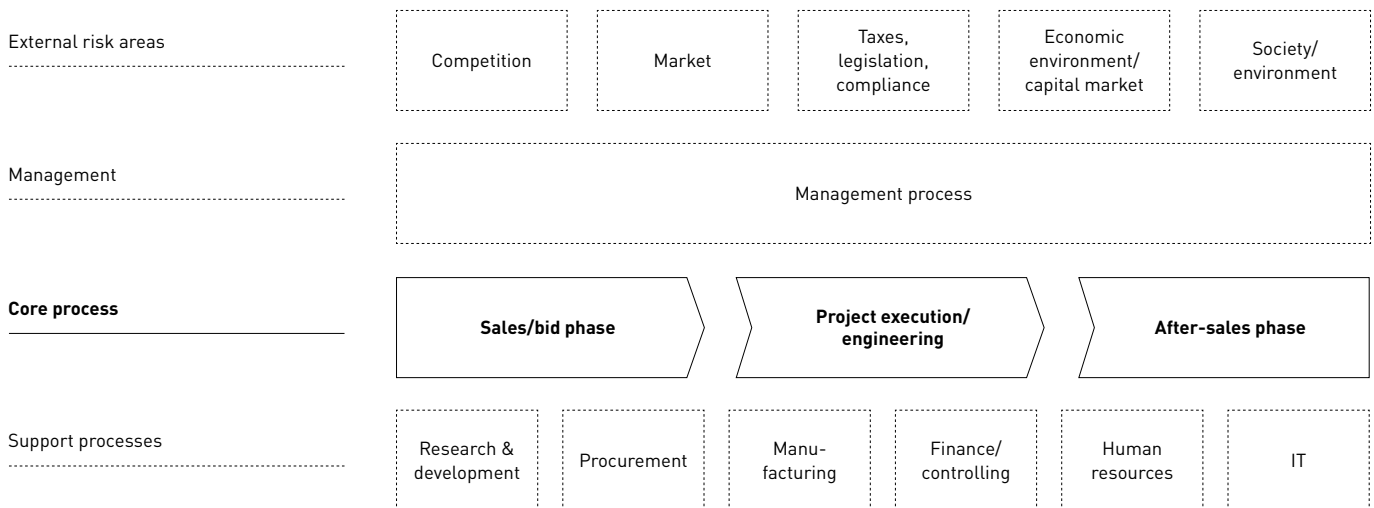 External risk areas
Competition
Market
Taxes,
legislation,
compliance
Economic
environment/
capital market
Society/
environment
Management
Management process
Core process
Sales/bid phase
Project execution/
engineering
After-sales phase
Support processes
Research &
development
Procurement
Manu-
facturing
Finance/
controlling
Human
resources
IT